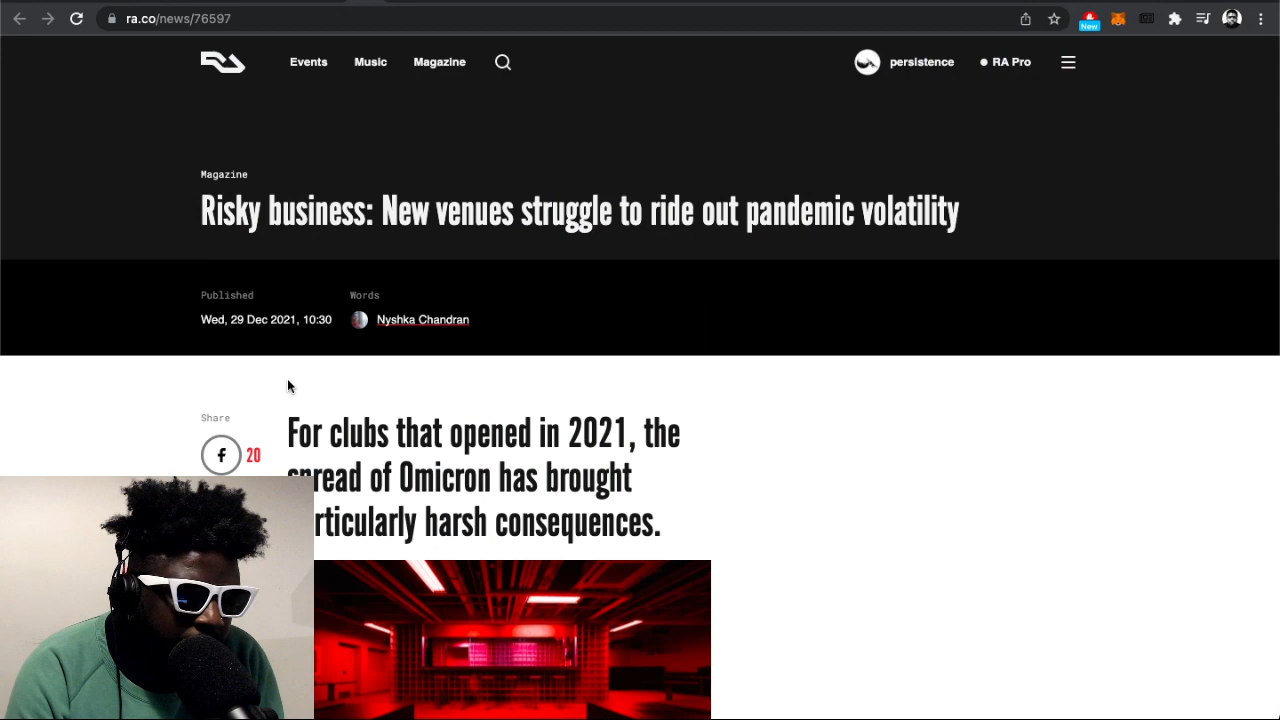 ra.co/news/76597
New
Events Music Magazine persistence RA Pro
Magazine
Risky business: New venues struggle to ride out pandemic volatility
Published Words
Wed, 29 Dec 2021, 10:30 Nyshka Chandran
Share
20
For clubs that opened in 2021, the
spread of Omicron has brought
rticularly harsh consequences.